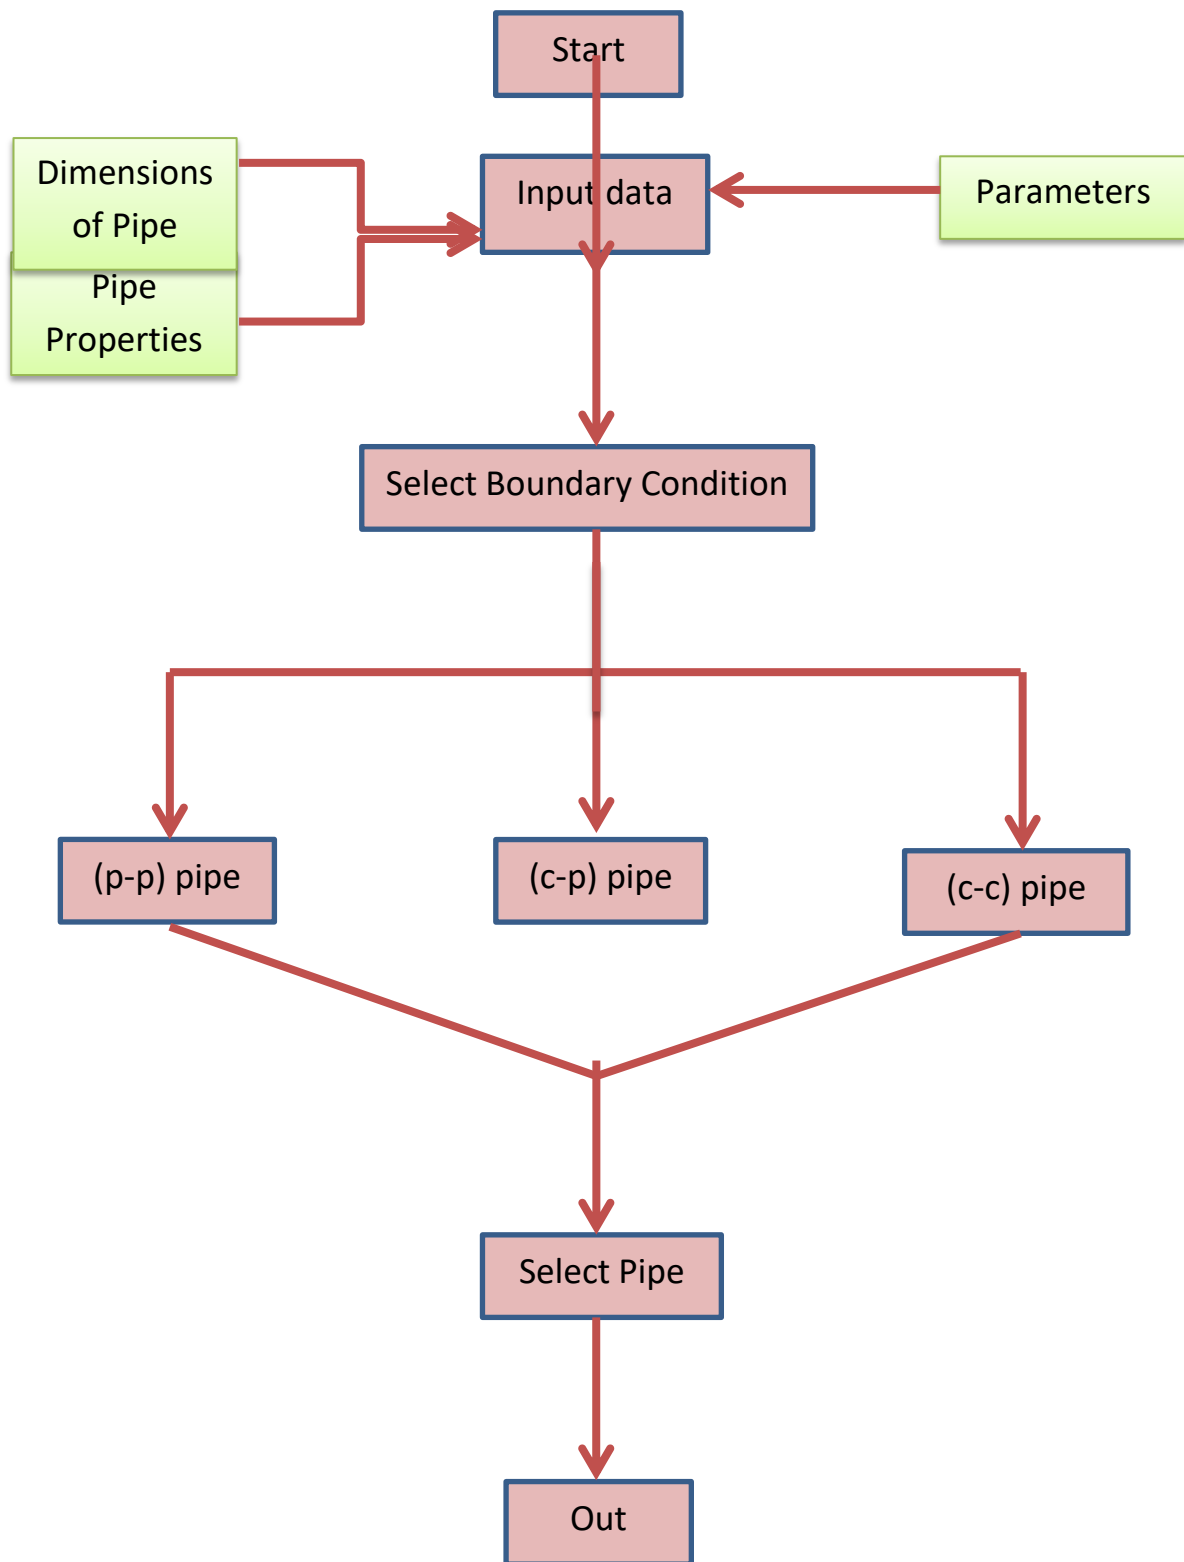 Start
Dimensions
of Pipe
Input data
Parameters
Pipe
Properties
Select Boundary Condition
(p-p) pipe
(c-p) pipe
(c-c) pipe
Select Pipe
Out